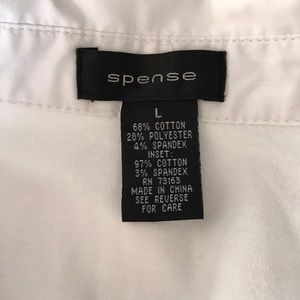 spense
L
68% COTTON
28% POLYESTER
4% SPANDEX
INSET:
97% COTTON
3% SPANDEX
RN 73163
MADE IN CHINA
SEE REVERSE
FOR CARE